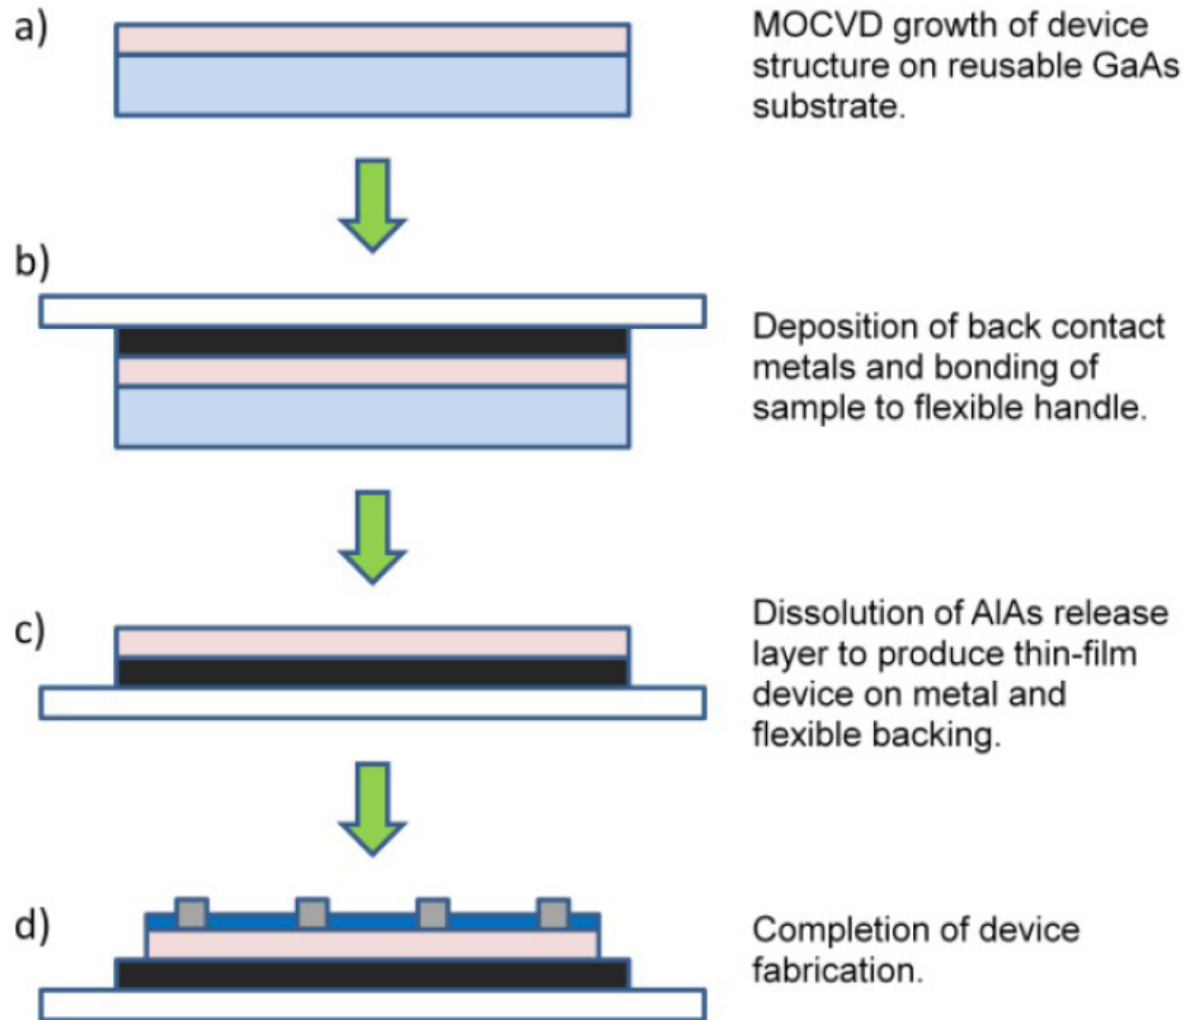 a)
MOCVD growth of device
structure on reusable GaAs
substrate.
b)
Deposition of back contact
metals and bonding of
sample to flexible handle.
c)
Dissolution of AlAs release
layer to produce thin-film
device on metal and
flexible backing.
d)
Completion of device
fabrication.